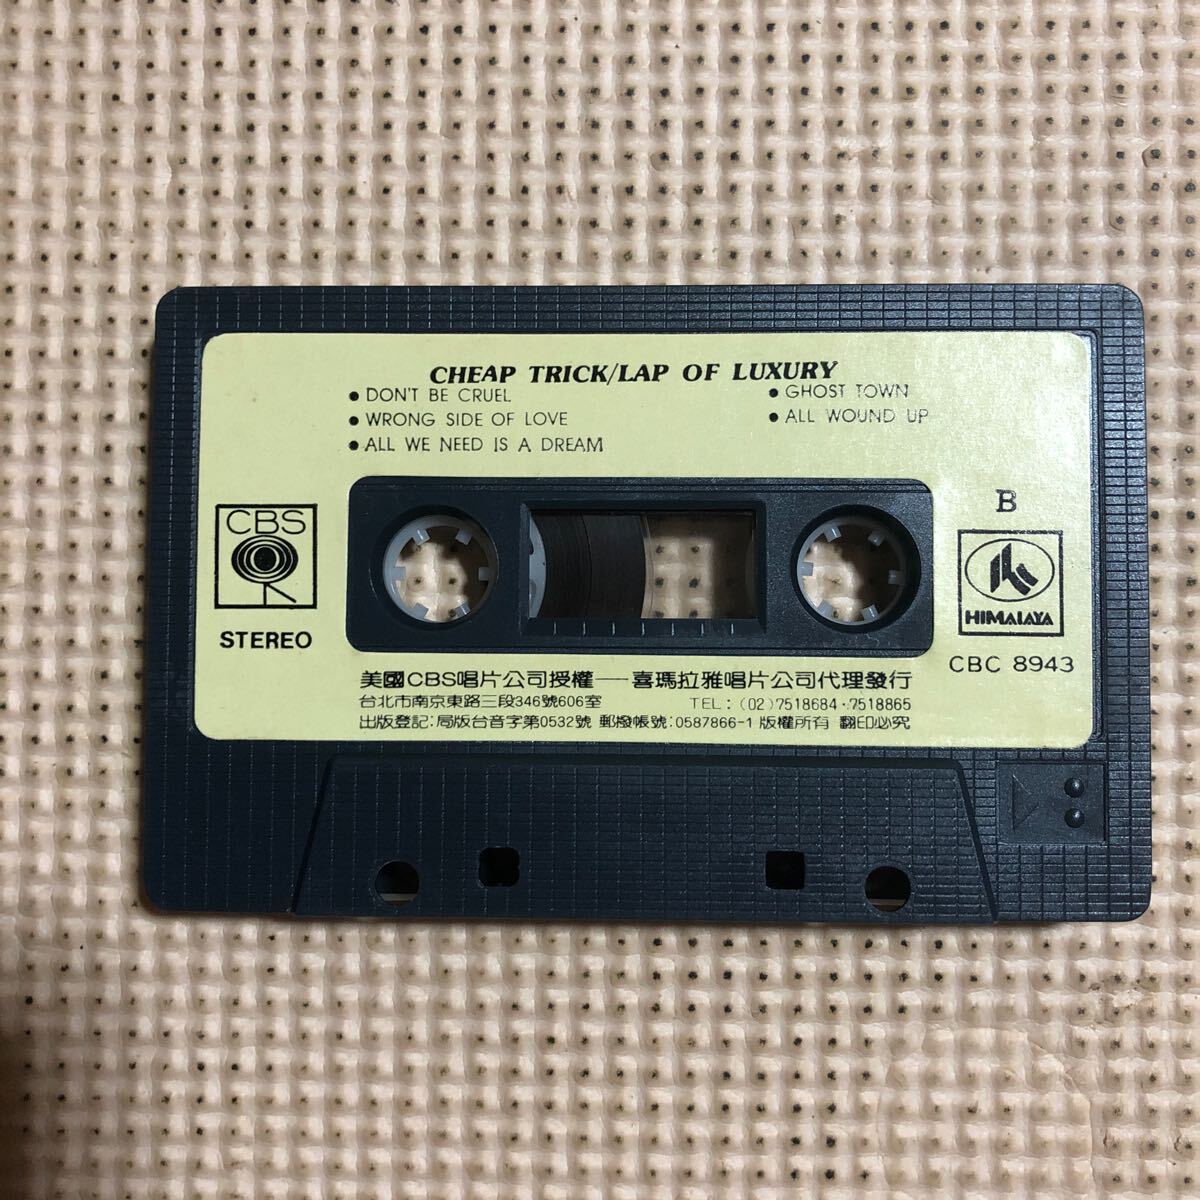 CHEAP TRICK/LAP OF LUXURY
• DON'T BE CRUEL
• WRONG SIDE OF LOVE
• ALL WE NEED IS A DREAM
• GHOST TOWN
• ALL WOUND UP
CBS
STEREO
B
HIMALAYA
CBC 8943
美國CBS唱片公司授權──喜瑪拉雅唱片公司代理發行
台北市南京東路三段346號606室 TEL:(02)7518684·7518865
出版登記:局版台音字第0532號 郵撥帳號:0587866-1 版權所有 翻印必究